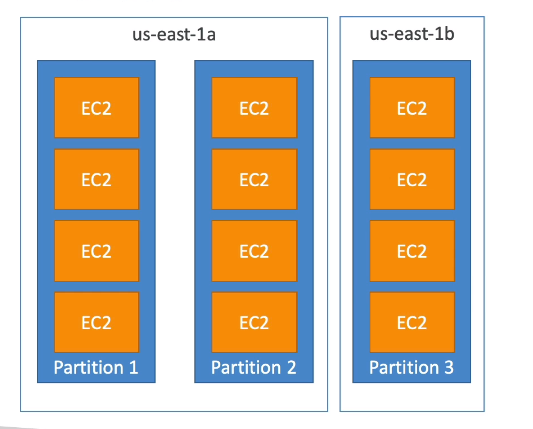 us-east-1a
us-east-1b
EC2
EC2
EC2
EC2
Partition 1
EC2
EC2
EC2
EC2
Partition 2
EC2
EC2
EC2
EC2
Partition 3